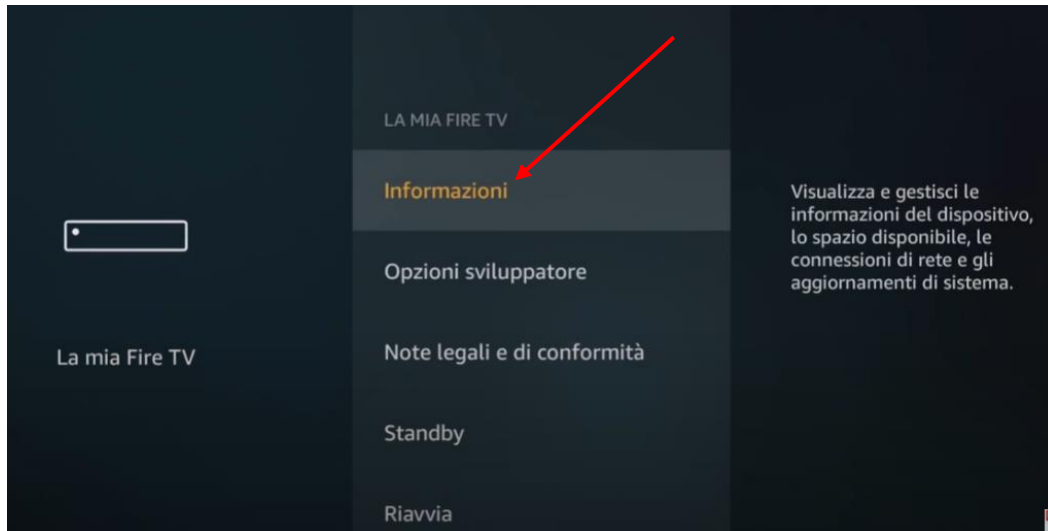 LA MIA FIRE TV
Informazioni
Opzioni sviluppatore
Note legali e di conformità
Standby
Riavvia
La mia Fire TV
Visualizza e gestisci le
informazioni del dispositivo,
lo spazio disponibile, le
connessioni di rete e gli
aggiornamenti di sistema.